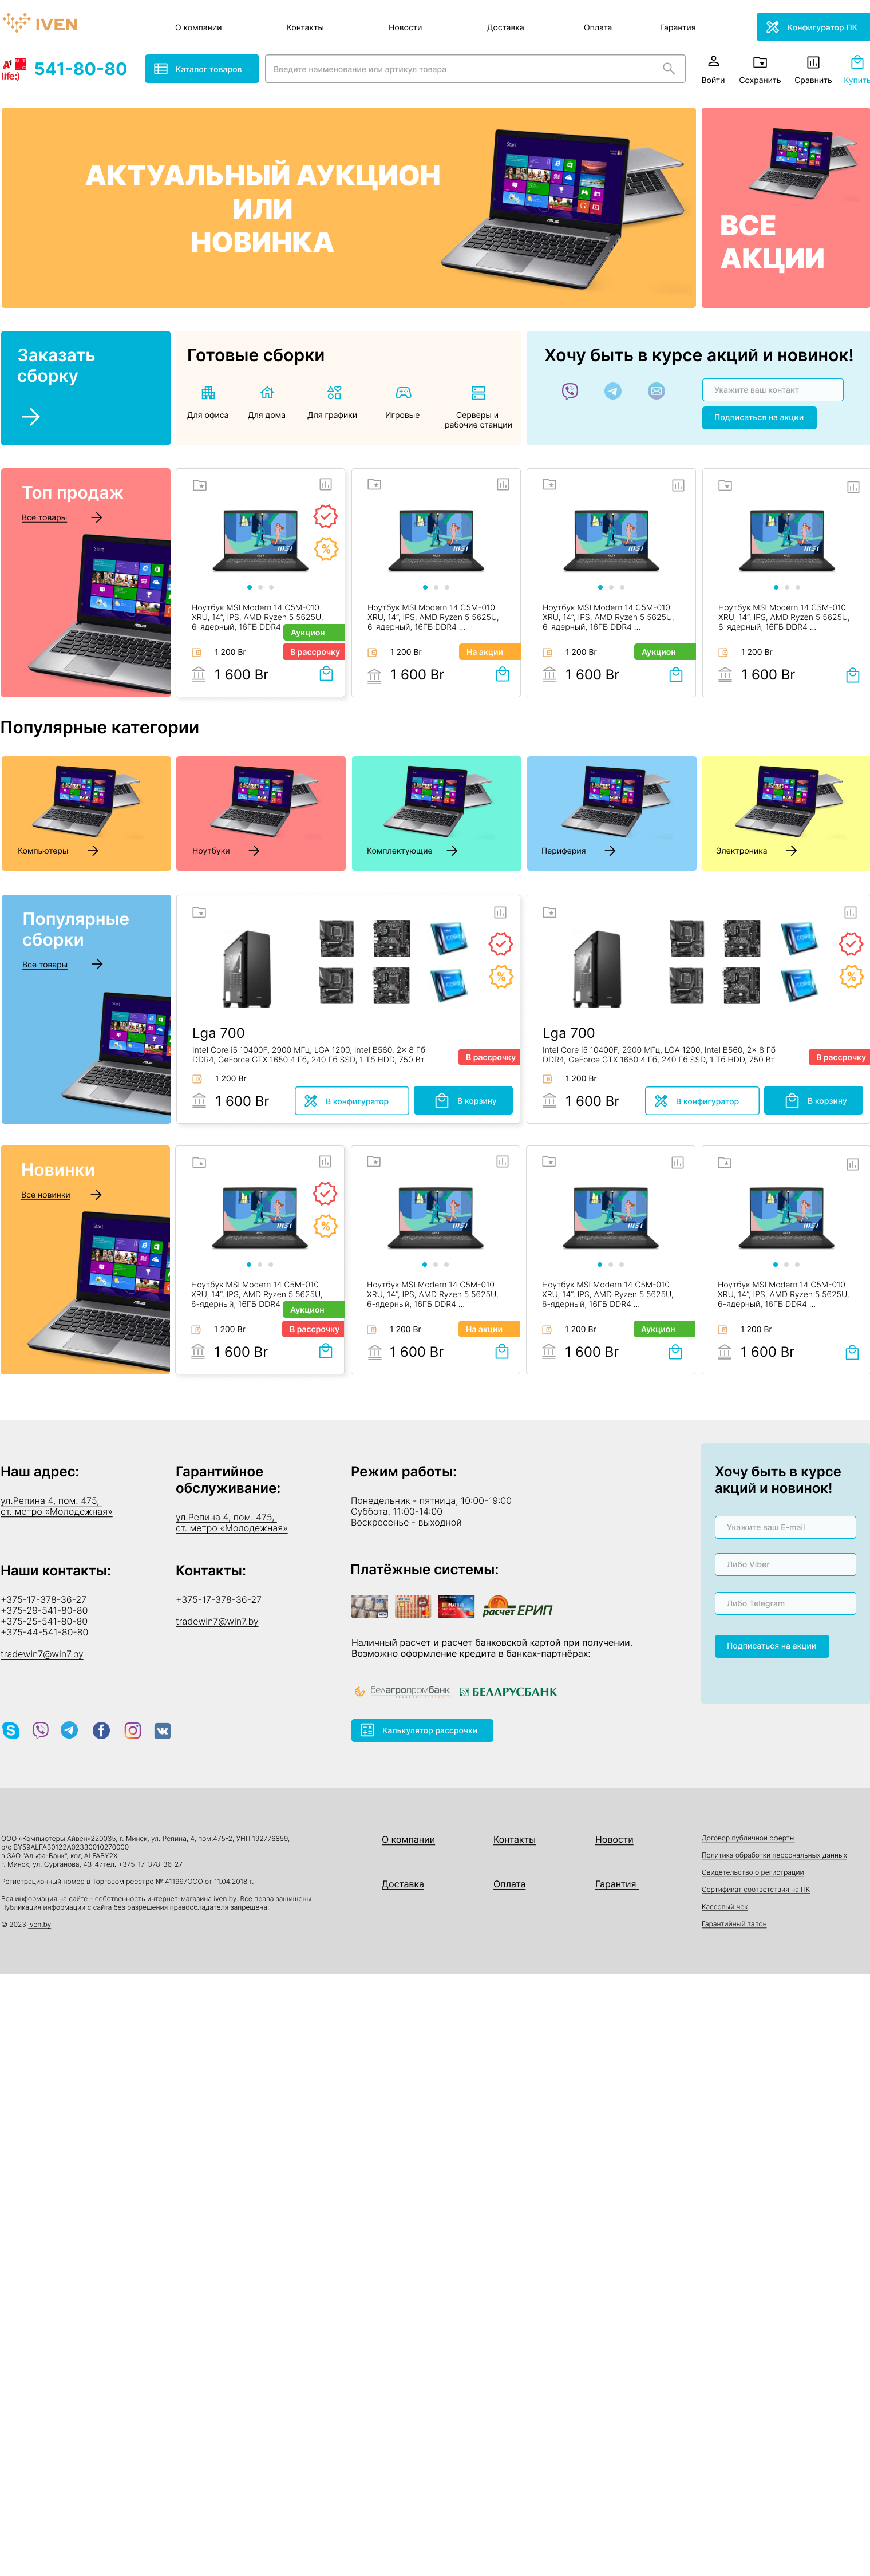 IVEN
О компании
Контакты
Новости
Доставка
Оплата
Гарантия
Конфигуратор ПК
A1
life:)
541-80-80
Каталог товаров
Введите наименование или артикул товара
Войти
Сохранить
Сравнить
Купить
АКТУАЛЬНЫЙ АУКЦИОН
ИЛИ
НОВИНКА
ВСЕ
АКЦИИ
Заказать
сборку
Готовые сборки
Для офиса
Для дома
Для графики
Игровые
Серверы и
рабочие станции
Хочу быть в курсе акций и новинок!
Укажите ваш контакт
Подписаться на акции
Топ продаж
Все товары
Ноутбук MSI Modern 14 C5M-010
XRU, 14", IPS, AMD Ryzen 5 5625U,
6-ядерный, 16ГБ DDR4
Аукцион
1 200 Br
В рассрочку
1 600 Br
Ноутбук MSI Modern 14 C5M-010
XRU, 14", IPS, AMD Ryzen 5 5625U,
6-ядерный, 16ГБ DDR4 ...
1 200 Br
На акции
1 600 Br
Ноутбук MSI Modern 14 C5M-010
XRU, 14", IPS, AMD Ryzen 5 5625U,
6-ядерный, 16ГБ DDR4 ...
1 200 Br
Аукцион
1 600 Br
Ноутбук MSI Modern 14 C5M-010
XRU, 14", IPS, AMD Ryzen 5 5625U,
6-ядерный, 16ГБ DDR4 ...
1 200 Br
1 600 Br
Популярные категории
Компьютеры
Ноутбуки
Комплектующие
Периферия
Электроника
Популярные
сборки
Все товары
Lga 700
Intel Core i5 10400F, 2900 МГц, LGA 1200, Intel B560, 2x 8 Гб
DDR4, GeForce GTX 1650 4 Гб, 240 Гб SSD, 1 Тб HDD, 750 Вт
В рассрочку
1 200 Br
1 600 Br
В конфигуратор
В корзину
Lga 700
Intel Core i5 10400F, 2900 МГц, LGA 1200, Intel B560, 2x 8 Гб
DDR4, GeForce GTX 1650 4 Гб, 240 Гб SSD, 1 Тб HDD, 750 Вт
В рассрочку
1 200 Br
1 600 Br
В конфигуратор
В корзину
Новинки
Все новинки
Ноутбук MSI Modern 14 C5M-010
XRU, 14", IPS, AMD Ryzen 5 5625U,
6-ядерный, 16ГБ DDR4
Аукцион
1 200 Br
В рассрочку
1 600 Br
Ноутбук MSI Modern 14 C5M-010
XRU, 14", IPS, AMD Ryzen 5 5625U,
6-ядерный, 16ГБ DDR4 ...
1 200 Br
На акции
1 600 Br
Ноутбук MSI Modern 14 C5M-010
XRU, 14", IPS, AMD Ryzen 5 5625U,
6-ядерный, 16ГБ DDR4 ...
1 200 Br
Аукцион
1 600 Br
Ноутбук MSI Modern 14 C5M-010
XRU, 14", IPS, AMD Ryzen 5 5625U,
6-ядерный, 16ГБ DDR4 ...
1 200 Br
1 600 Br
Наш адрес:
ул.Репина 4, пом. 475,
ст. метро «Молодежная»
Гарантийное
обслуживание:
ул.Репина 4, пом. 475,
ст. метро «Молодежная»
Режим работы:
Понедельник - пятница, 10:00-19:00
Суббота, 11:00-14:00
Воскресенье - выходной
Хочу быть в курсе
акций и новинок!
Укажите ваш E-mail
Либо Viber
Либо Telegram
Подписаться на акции
Наши контакты:
+375-17-378-36-27
+375-29-541-80-80
+375-25-541-80-80
+375-44-541-80-80
tradewin7@win7.by
Контакты:
+375-17-378-36-27
tradewin7@win7.by
Платёжные системы:
расчет ЕРИП
Наличный расчет и расчет банковской картой при получении.
Возможно оформление кредита в банках-партнёрах:
белагропромбанк
БЕЛАРУСБАНК
Калькулятор рассрочки
ООО «Компьютеры Айвен»220035, г. Минск, ул. Репина, 4, пом.475-2, УНП 192776859,
р/с BY59ALFA30122A02330010270000
в ЗАО "Альфа-Банк", код ALFABY2X
г. Минск, ул. Сурганова, 43-47тел. +375-17-378-36-27
Регистрационный номер в Торговом реестре № 411997ООО от 11.04.2018 г.
Вся информация на сайте – собственность интернет-магазина iven.by. Все права защищены.
Публикация информации с сайта без разрешения правообладателя запрещена.
© 2023 iven.by
О компании
Контакты
Новости
Доставка
Оплата
Гарантия
Договор публичной оферты
Политика обработки персональных данных
Свидетельство о регистрации
Сертификат соответствия на ПК
Кассовый чек
Гарантийный талон